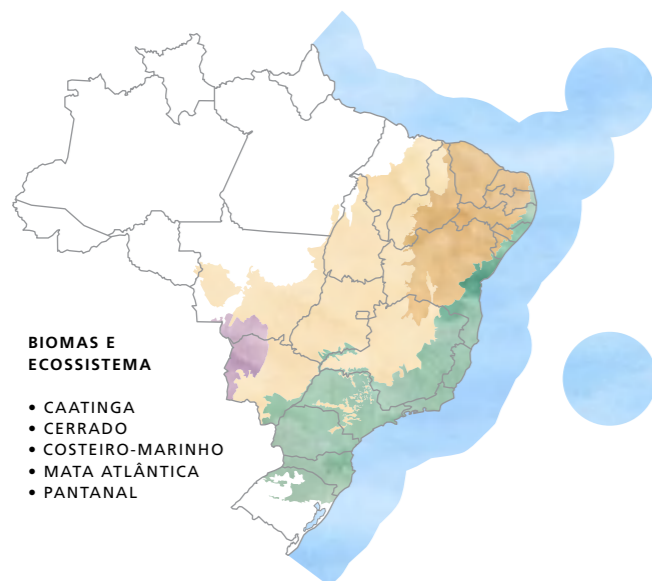 BIOMAS E
ECOSSISTEMA
• CAATINGA
• CERRADO
• COSTEIRO-MARINHO
• MATA ATLÂNTICA
• PANTANAL